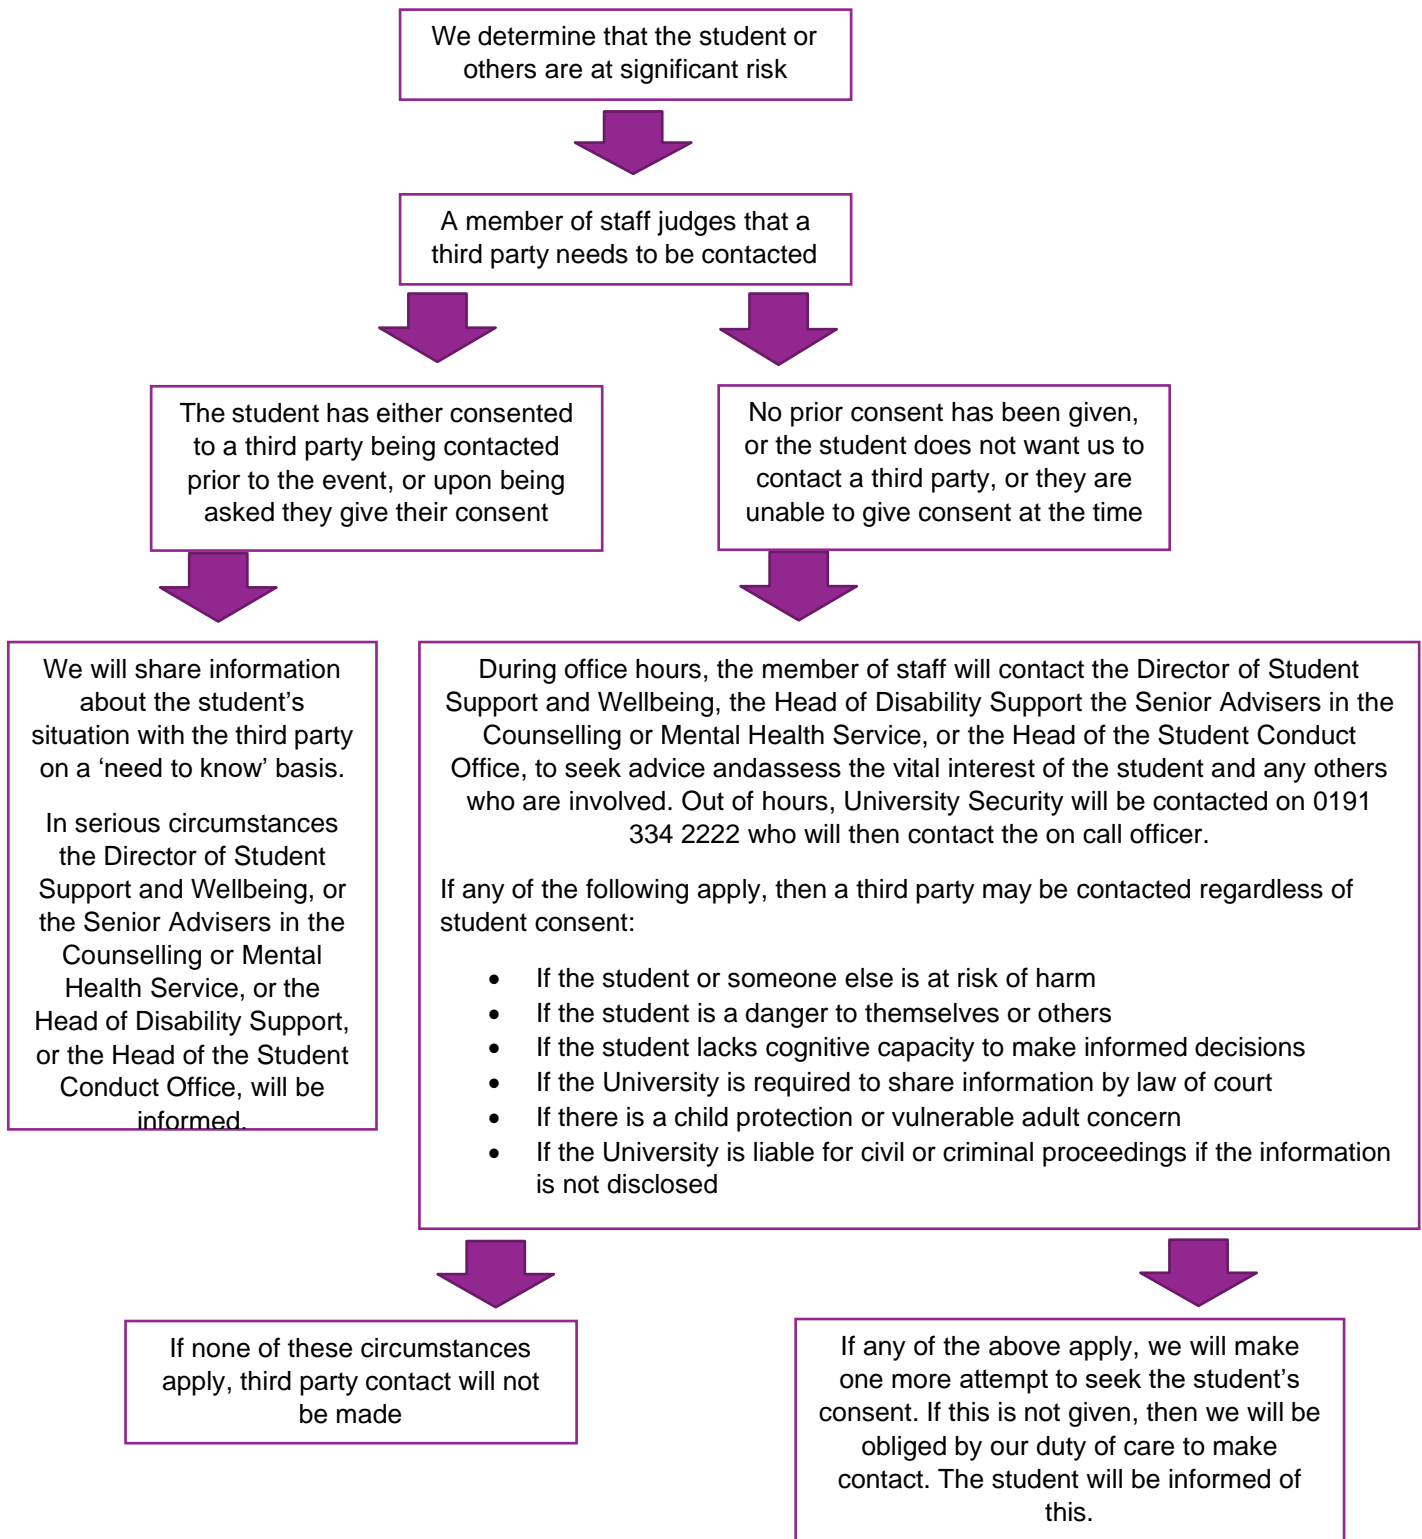 We determine that the student or
others are at significant risk
A member of staff judges that a
third party needs to be contacted
The student has either consented
to a third party being contacted
prior to the event, or upon being
asked they give their consent
No prior consent has been given,
or the student does not want us to
contact a third party, or they are
unable to give consent at the time
We will share information
about the student’s
situation with the third party
on a ‘need to know’ basis.
In serious circumstances
the Director of Student
Support and Wellbeing, or
the Senior Advisers in the
Counselling or Mental
Health Service, or the
Head of Disability Support,
or the Head of the Student
Conduct Office, will be
informed.
During office hours, the member of staff will contact the Director of Student
Support and Wellbeing, the Head of Disability Support the Senior Advisers in the
Counselling or Mental Health Service, or the Head of the Student Conduct
Office, to seek advice andassess the vital interest of the student and any others
who are involved. Out of hours, University Security will be contacted on 0191
334 2222 who will then contact the on call officer.
If any of the following apply, then a third party may be contacted regardless of
student consent:
• If the student or someone else is at risk of harm
• If the student is a danger to themselves or others
• If the student lacks cognitive capacity to make informed decisions
• If the University is required to share information by law of court
• If there is a child protection or vulnerable adult concern
• If the University is liable for civil or criminal proceedings if the information
is not disclosed
If none of these circumstances
apply, third party contact will not
be made
If any of the above apply, we will make
one more attempt to seek the student’s
consent. If this is not given, then we will be
obliged by our duty of care to make
contact. The student will be informed of
this.